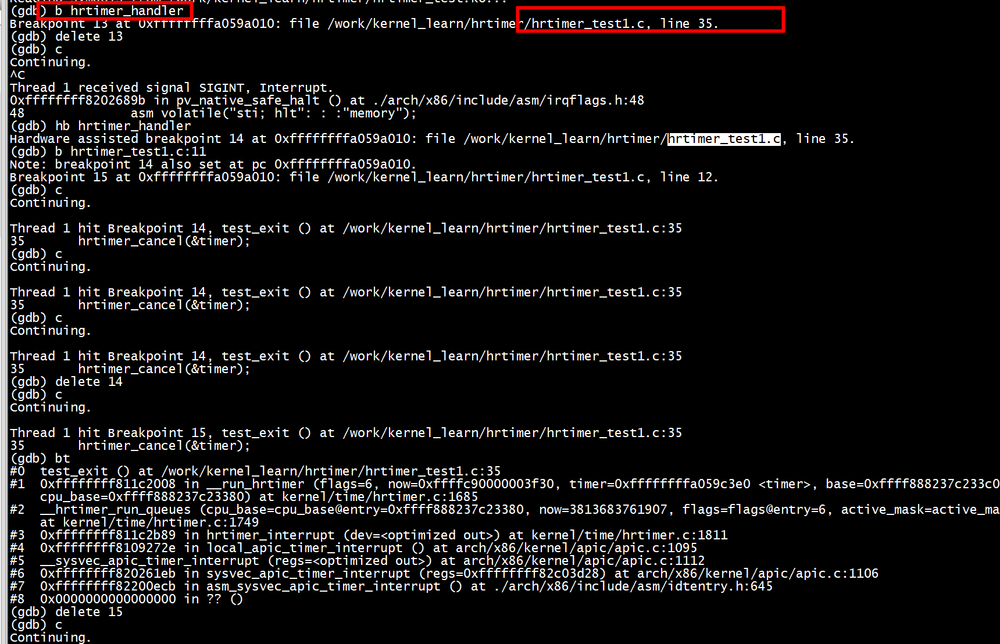 (gdb) b hrtimer_handler
Breakpoint 13 at 0xffffffffa059a010: file /work/kernel_learn/hrtimer/hrtimer_test1.c, line 35.
(gdb) delete 13
(gdb) c
Continuing.
^C
Thread 1 received signal SIGINT, Interrupt.
0xffffffff8202689b in pv_native_safe_halt () at ./arch/x86/include/asm/irqflags.h:48
48              asm volatile("sti; hlt": : :"memory");
(gdb) hb hrtimer_handler
Hardware assisted breakpoint 14 at 0xffffffffa059a010: file /work/kernel_learn/hrtimer/hrtimer_test1.c, line 35.
(gdb) b hrtimer_test1.c:11
Note: breakpoint 14 also set at pc 0xffffffffa059a010.
Breakpoint 15 at 0xffffffffa059a010: file /work/kernel_learn/hrtimer/hrtimer_test1.c, line 12.
(gdb) c
Continuing.
Thread 1 hit Breakpoint 14, test_exit () at /work/kernel_learn/hrtimer/hrtimer_test1.c:35
35       hrtimer_cancel(&timer);
(gdb) c
Continuing.
Thread 1 hit Breakpoint 14, test_exit () at /work/kernel_learn/hrtimer/hrtimer_test1.c:35
35       hrtimer_cancel(&timer);
(gdb) c
Continuing.
Thread 1 hit Breakpoint 14, test_exit () at /work/kernel_learn/hrtimer/hrtimer_test1.c:35
35       hrtimer_cancel(&timer);
(gdb) delete 14
(gdb) c
Continuing.
Thread 1 hit Breakpoint 15, test_exit () at /work/kernel_learn/hrtimer/hrtimer_test1.c:35
35       hrtimer_cancel(&timer);
(gdb) bt
#0  test_exit () at /work/kernel_learn/hrtimer/hrtimer_test1.c:35
#1  0xffffffff811c2008 in __run_hrtimer (flags=6, now=0xffffc90000003f30, timer=0xffffffffa059c3e0 <timer>, base=0xffff888237c233c0
    cpu_base=0xffff888237c23380) at kernel/time/hrtimer.c:1685
#2  __hrtimer_run_queues (cpu_base=cpu_base@entry=0xffff888237c23380, now=3813683761907, flags=flags@entry=6, active_mask=active_ma
    at kernel/time/hrtimer.c:1749
#3  0xffffffff811c2b89 in hrtimer_interrupt (dev=<optimized out>) at kernel/time/hrtimer.c:1811
#4  0xffffffff8109272e in local_apic_timer_interrupt () at arch/x86/kernel/apic/apic.c:1095
#5  __sysvec_apic_timer_interrupt (regs=<optimized out>) at arch/x86/kernel/apic/apic.c:1112
#6  0xffffffff820261eb in sysvec_apic_timer_interrupt (regs=0xffffffff82c03d28) at arch/x86/kernel/apic/apic.c:1106
#7  0xffffffff82200ecb in asm_sysvec_apic_timer_interrupt () at ./arch/x86/include/asm/idtentry.h:645
#8  0x0000000000000000 in ?? ()
(gdb) delete 15
(gdb) c
Continuing.